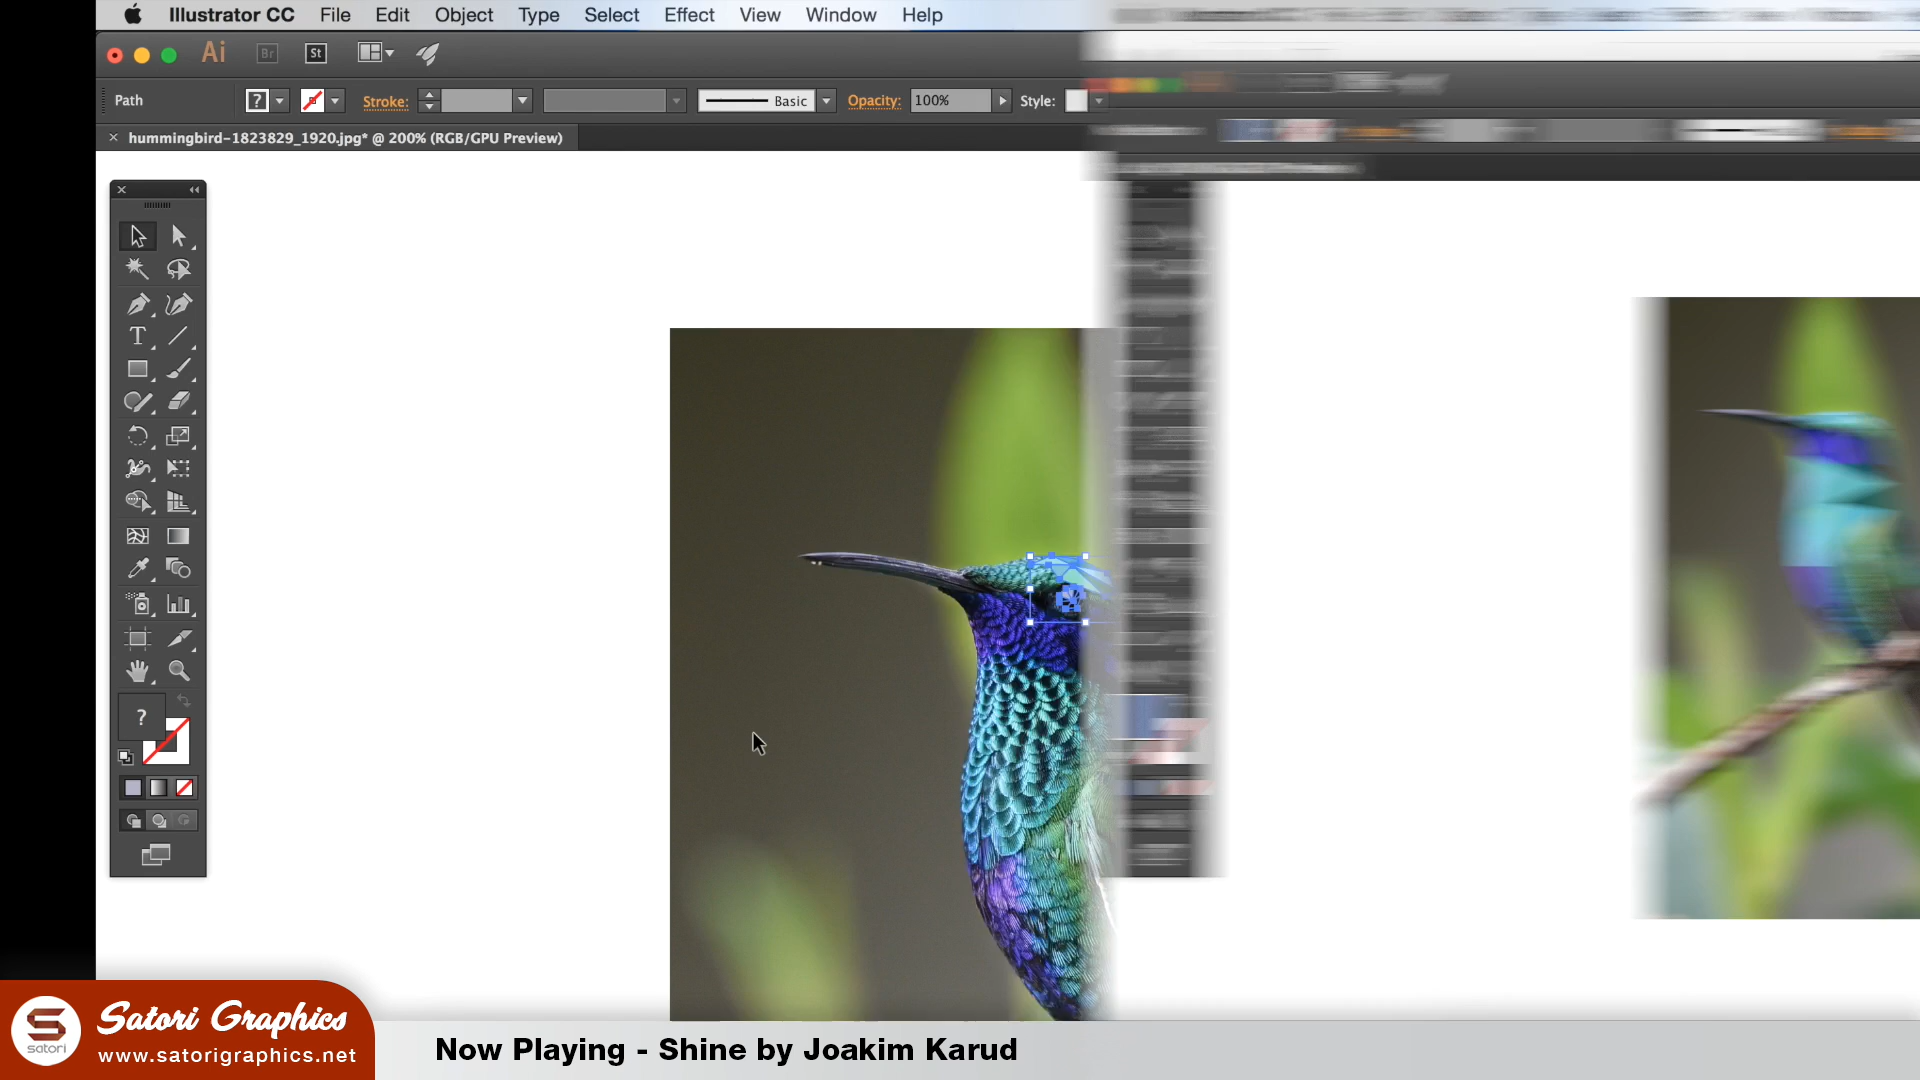 Illustrator CC File Edit Object Type Select Effect View Window Help
Ai Br St
Path ? Stroke: Basic Opacity: 100% Style:
× hummingbird-1823829_1920.jpg* @ 200% (RGB/GPU Preview)
T
?
Satori Graphics
satori
www.satorigraphics.net
Now Playing - Shine by Joakim Karud